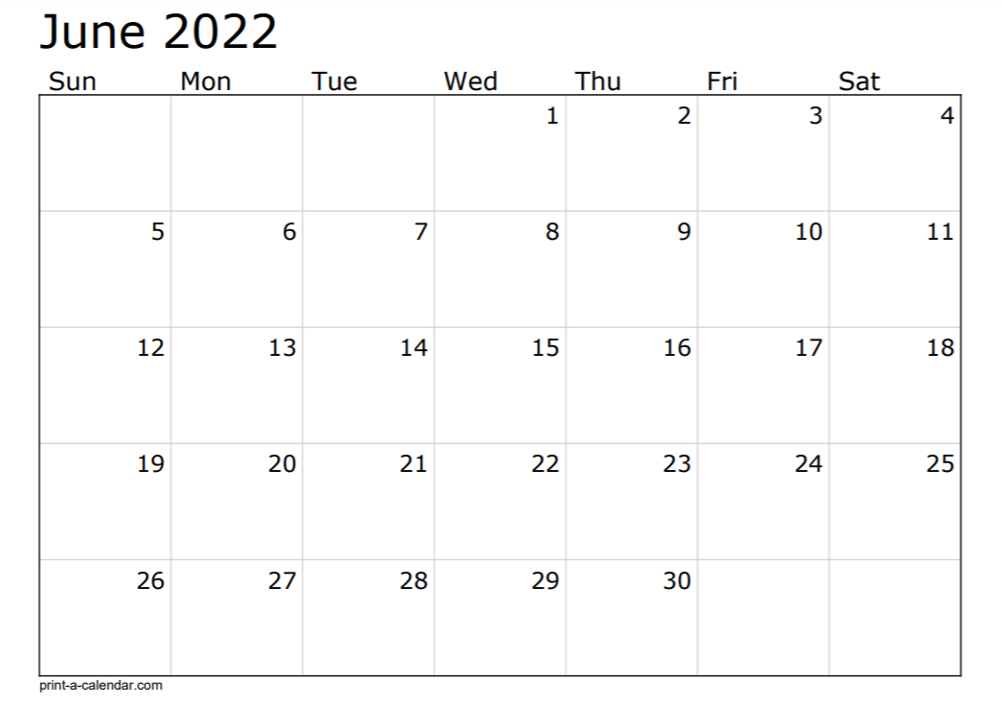 June 2022
Sun Mon Tue Wed Thu Fri Sat
1 2 3 4
5 6 7 8 9 10 11
12 13 14 15 16 17 18
19 20 21 22 23 24 25
26 27 28 29 30
print-a-calendar.com